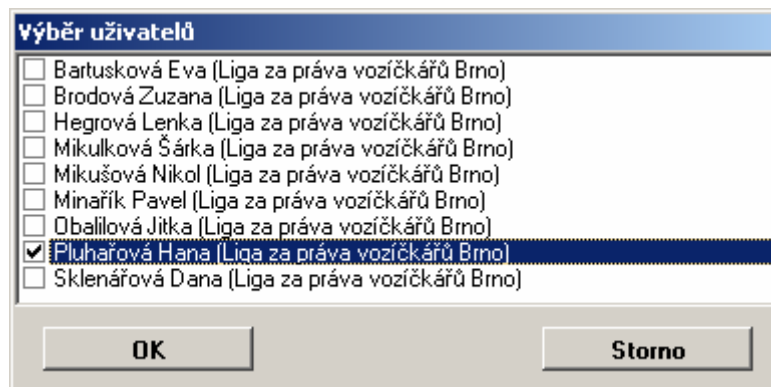 Výběr uživatelů
Bartusková Eva (Liga za práva vozíčkářů Brno)
Brodová Zuzana (Liga za práva vozíčkářů Brno)
Hegrová Lenka (Liga za práva vozíčkářů Brno)
Mikulková Šárka (Liga za práva vozíčkářů Brno)
Mikušová Nikol (Liga za práva vozíčkářů Brno)
Minařík Pavel (Liga za práva vozíčkářů Brno)
Obalilová Jitka (Liga za práva vozíčkářů Brno)
Pluhařová Hana (Liga za práva vozíčkářů Brno)
Sklenářová Dana (Liga za práva vozíčkářů Brno)
OK Storno